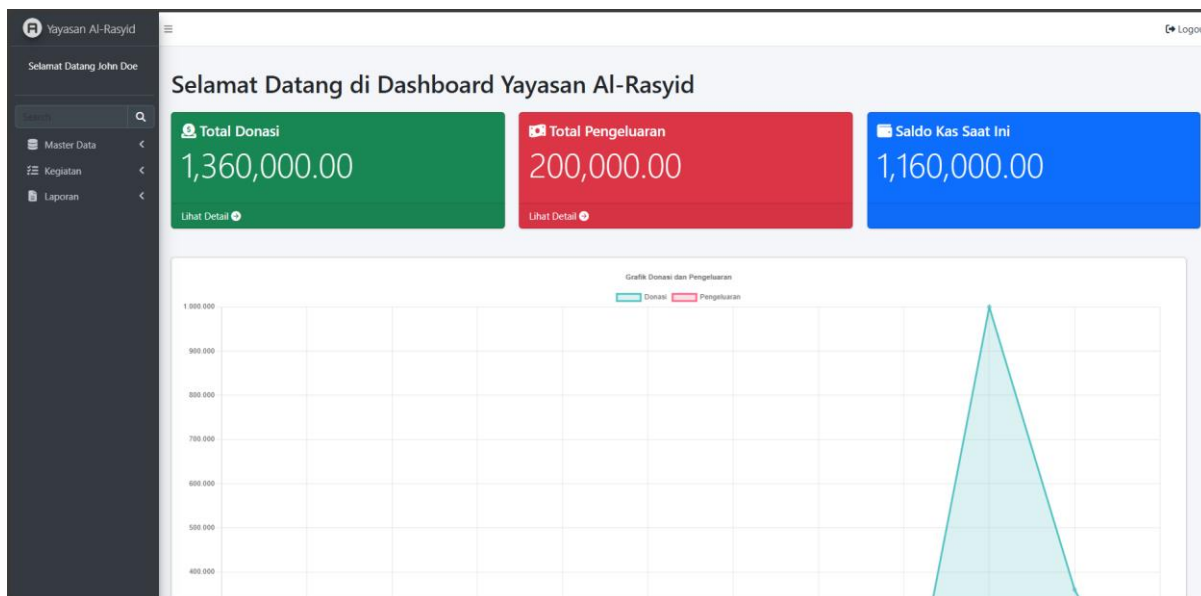 Yayasan Al-Rasyid
Logou
Selamat Datang John Doe
Search
Master Data
Kegiatan
Laporan
Selamat Datang di Dashboard Yayasan Al-Rasyid
Total Donasi
1,360,000.00
Lihat Detail
Total Pengeluaran
200,000.00
Lihat Detail
Saldo Kas Saat Ini
1,160,000.00
Grafik Donasi dan Pengeluaran
Donasi Pengeluaran
1.000.000
900.000
800.000
700.000
600.000
500.000
400.000